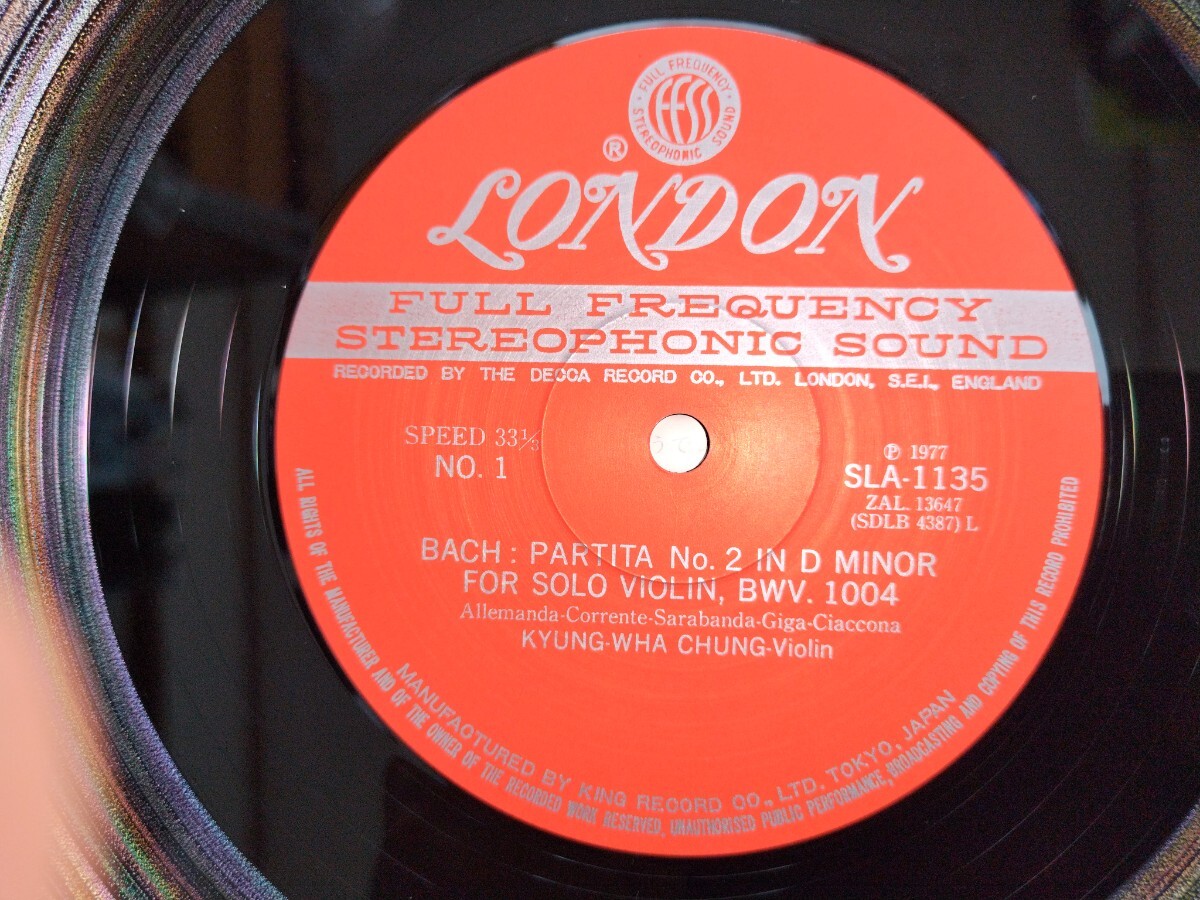 FULL FREQUENCY
FFSS
STEREOPHONIC SOUND
®
LONDON
FULL FREQUENCY
STEREOPHONIC SOUND
RECORDED BY THE DECCA RECORD CO., LTD. LONDON, S.E.I., ENGLAND
SPEED 33⅓
NO. 1
℗ 1977
SLA-1135
ZAL. 13647
(SDLB 4387) L
BACH : PARTITA No. 2 IN D MINOR
FOR SOLO VIOLIN, BWV. 1004
Allemanda-Corrente-Sarabanda-Giga-Ciaccona
KYUNG-WHA CHUNG-Violin
MANUFACTURED BY KING RECORD CO., LTD. TOKYO, JAPAN
ALL RIGHTS OF THE MANUFACTURER AND OF THE OWNER OF THE RECORDED WORK RESERVED, UNAUTHORISED PUBLIC PERFORMANCE, BROADCASTING AND COPYING OF THIS RECORD PROHIBITED